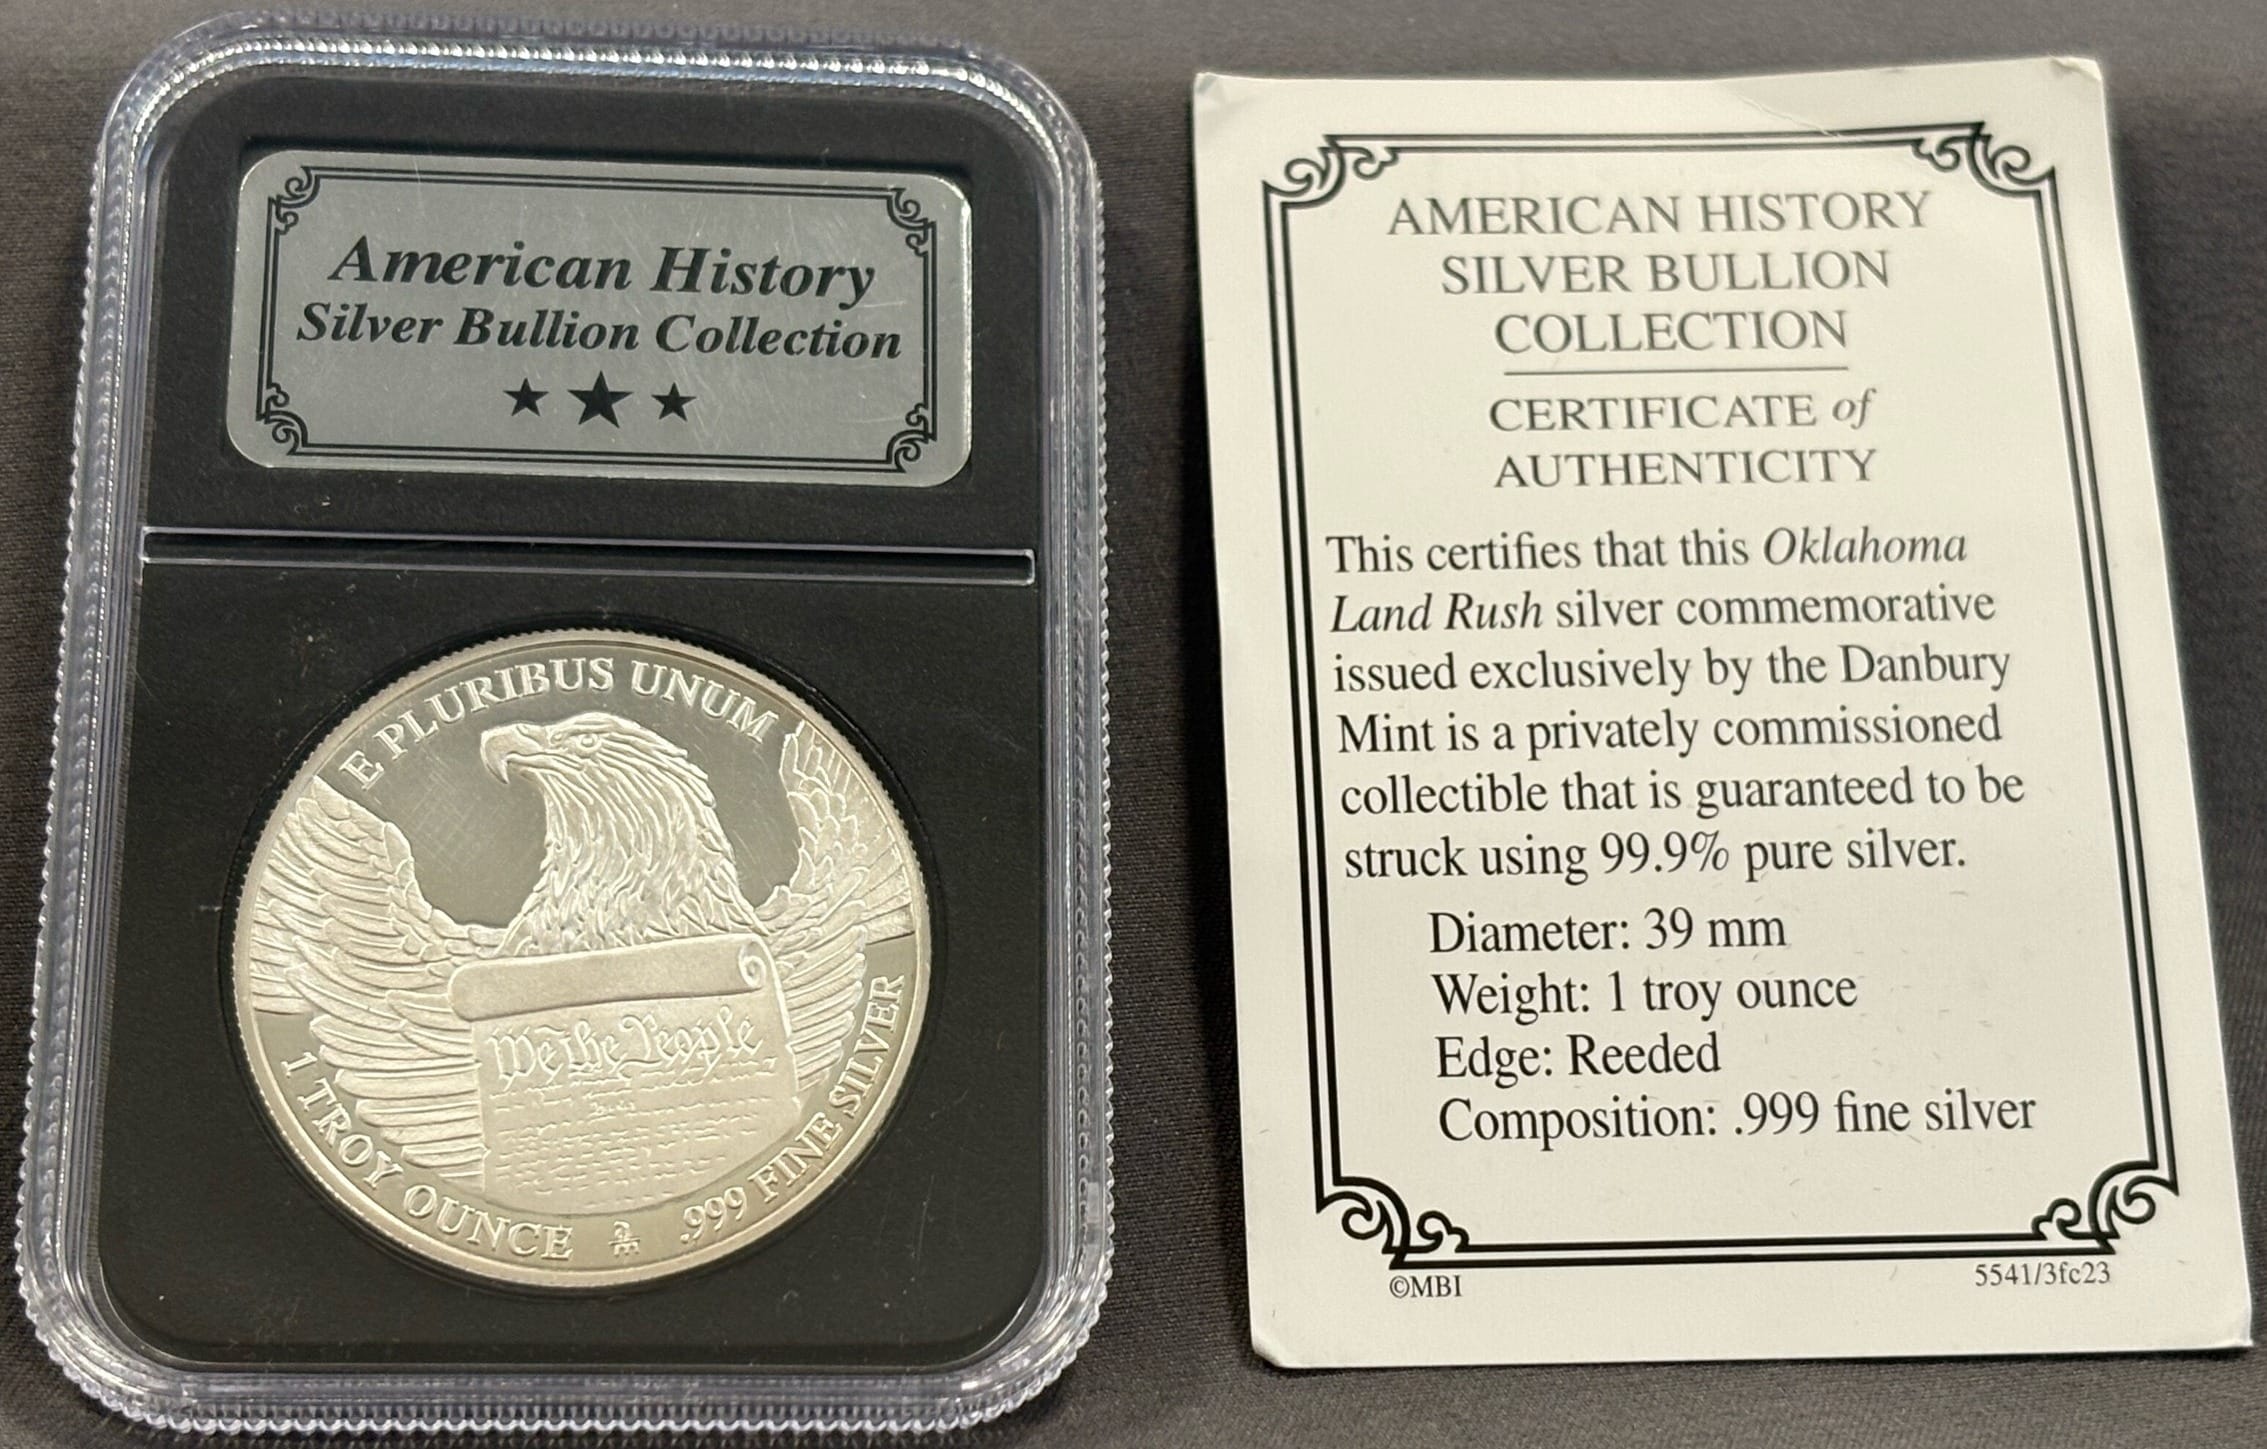 American History
Silver Bullion Collection
E PLURIBUS UNUM
We the People
1 TROY OUNCE
.999 FINE SILVER
AMERICAN HISTORY
SILVER BULLION
COLLECTION
CERTIFICATE of
AUTHENTICITY
This certifies that this Oklahoma
Land Rush silver commemorative
issued exclusively by the Danbury
Mint is a privately commissioned
collectible that is guaranteed to be
struck using 99.9% pure silver.
Diameter: 39 mm
Weight: 1 troy ounce
Edge: Reeded
Composition: .999 fine silver
©MBI
5541/3fc23